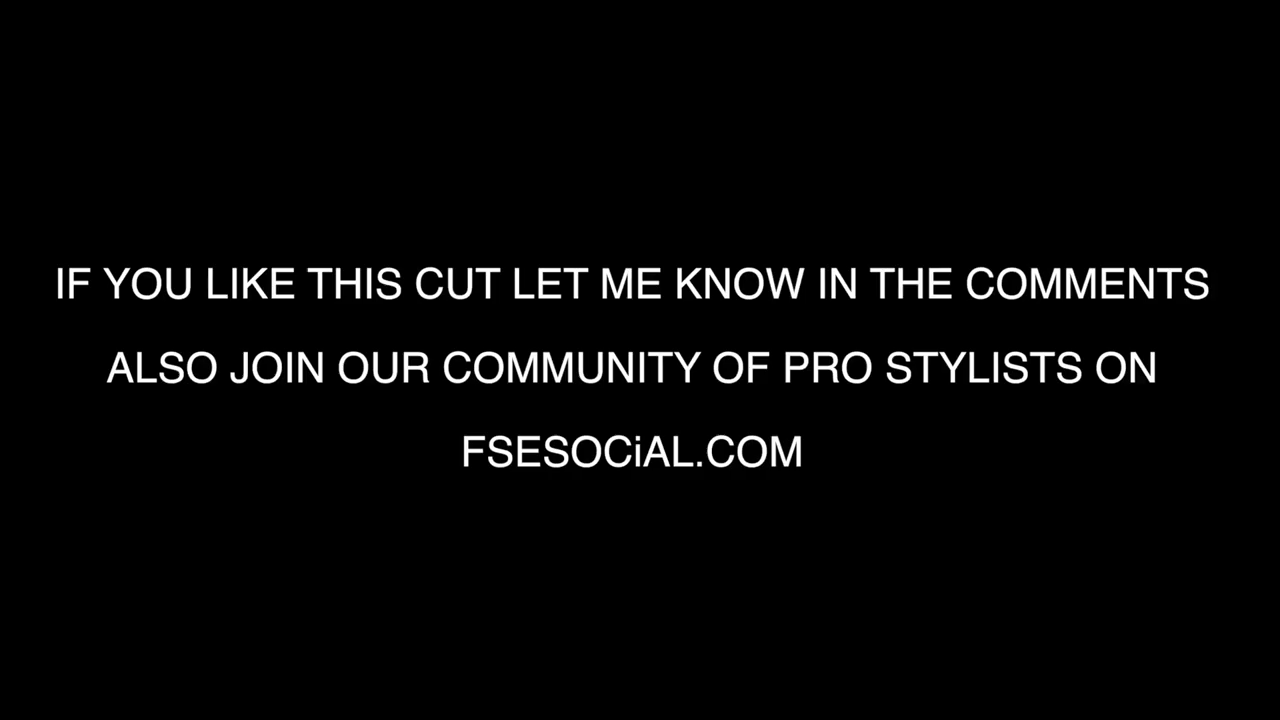 IF YOU LIKE THIS CUT LET ME KNOW IN THE COMMENTS
ALSO JOIN OUR COMMUNITY OF PRO STYLISTS ON
FSESOCiAL.COM